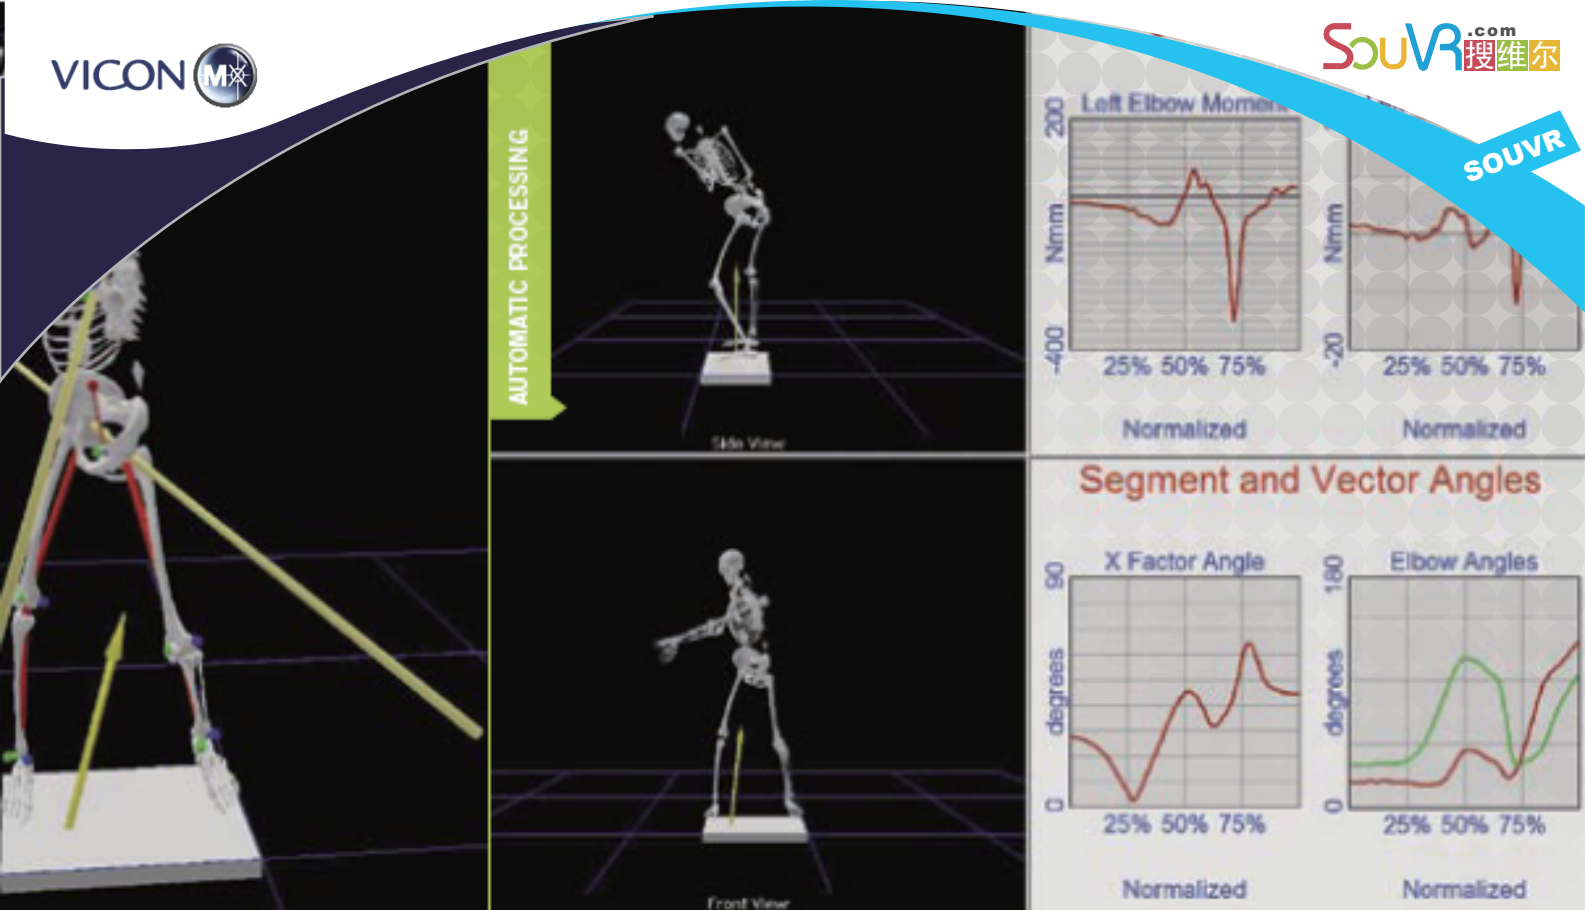 VICON MX
SouVR.com
搜维尔
SOUVR
AUTOMATIC PROCESSING
Side View
Front View
Left Elbow Momen
200
Nmm
-400
25% 50% 75%
Normalized
Nmm
-20
25% 50% 75%
Normalized
Segment and Vector Angles
X Factor Angle
90
degrees
0
25% 50% 75%
Normalized
Elbow Angles
180
degrees
0
25% 50% 75%
Normalized